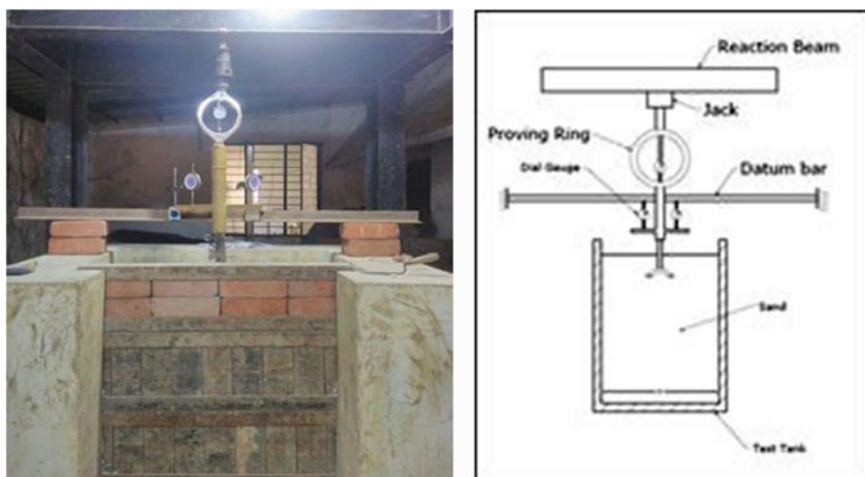 Reaction Beam
Jack
Proving Ring
Dial Gauge
Datum bar
Sand
Test Tank